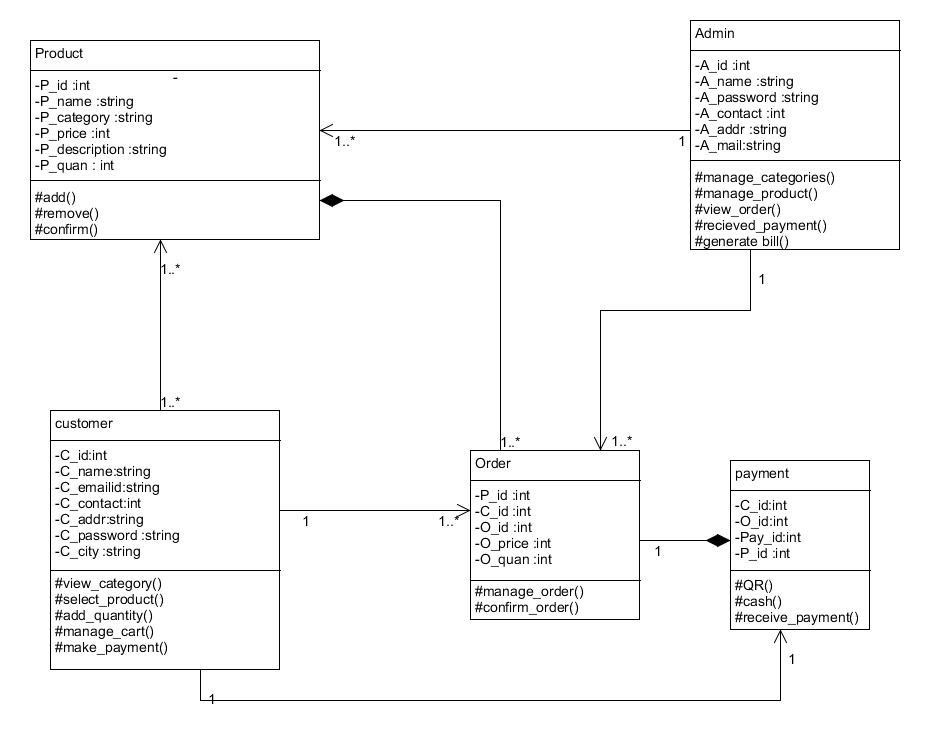 Product
-
-P_id :int
-P_name :string
-P_category :string
-P_price :int
-P_description :string
-P_quan : int
#add()
#remove()
#confirm()
Admin
-A_id :int
-A_name :string
-A_password :string
-A_contact :int
-A_addr :string
-A_mail:string
#manage_categories()
#manage_product()
#view_order()
#recieved_payment()
#generate bill()
1..*
1
1..*
1
1..*
1..*
1..*
customer
-C_id:int
-C_name:string
-C_emailid:string
-C_contact:int
-C_addr:string
-C_password :string
-C_city :string
#view_category()
#select_product()
#add_quantity()
#manage_cart()
#make_payment()
1
1..*
Order
-P_id :int
-C_id :int
-O_id :int
-O_price :int
-O_quan :int
#manage_order()
#confirm_order()
1
payment
-C_id:int
-O_id:int
-Pay_id:int
-P_id :int
#QR()
#cash()
#receive_payment()
1
1